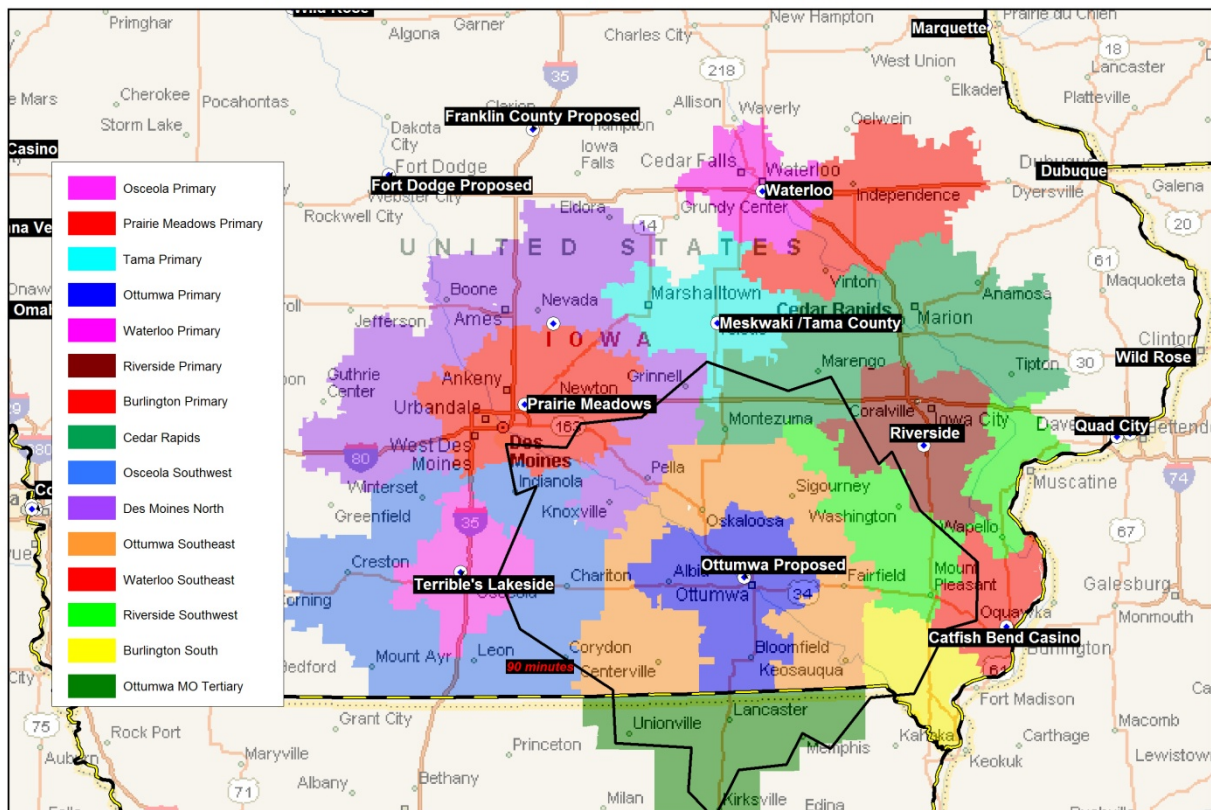 Wild Rose
New Hampton
Prairie du Chien
Primghar
Garner
Algona
Charles City
Marquette
18
35
218
West Union
Lancaster
Elkader
Mars
Cherokee
Pocahontas
Clarion
Allison
Waverly
Platteville
Storm Lake
Dakota
City
Franklin County Proposed
Hampton
Oelwein
Iowa
Falls
Cedar Falls
Casino
Fort Dodge
Waterloo
Dubuque
Dubuque
Fort Dodge Proposed
Webster City
Waterloo
Independence
Dyersville
Galena
Osceola Primary
Rockwell City
Eldora
Grundy Center
14
20
Prairie Meadows Primary
UNITED STATES
61
Tama Primary
Vinton
Maquoketa
Boone
Nevada
Marshalltown
Cedar Rapids
Anamosa
Omah
Ottumwa Primary
Jefferson
Ames
Marion
Meskwaki /Tama County
Clinton
Waterloo Primary
IOWA
Marengo
Tipton
30
Wild Rose
Riverside Primary
Guthrie
Center
Ankeny
Newton
Grinnell
29
Burlington Primary
Urbandale
Prairie Meadows
Coralville
Iowa City
80
Cedar Rapids
West Des
Moines
Des
Moines
163
Montezuma
Riverside
Quad City
Bettendo
80
Osceola Southwest
Winterset
Indianola
Pella
Sigourney
Muscatine
74
Des Moines North
Greenfield
Knoxville
Oskaloosa
Washington
Wapello
67
Ottumwa Southeast
35
Creston
Albia
Ottumwa Proposed
Mount
Pleasant
Galesburg
Waterloo Southeast
Terrible's Lakeside
Osceola
Chariton
Ottumwa
34
Fairfield
Oquawka
Monmouth
Riverside Southwest
orning
Catfish Bend Casino
Burlington
Burlington South
Bedford
Mount Ayr
Leon
90 minutes
Corydon
Centerville
Bloomfield
Keosauqua
61
Fort Madison
Ottumwa MO Tertiary
75
Rock Port
Grant City
Unionville
Lancaster
Memphis
Kahoka
Carthage
Macomb
Auburn
Maryville
Princeton
Keokuk
Lewistown
71
Albany
Bethany
Milan
Kirksville
Edina